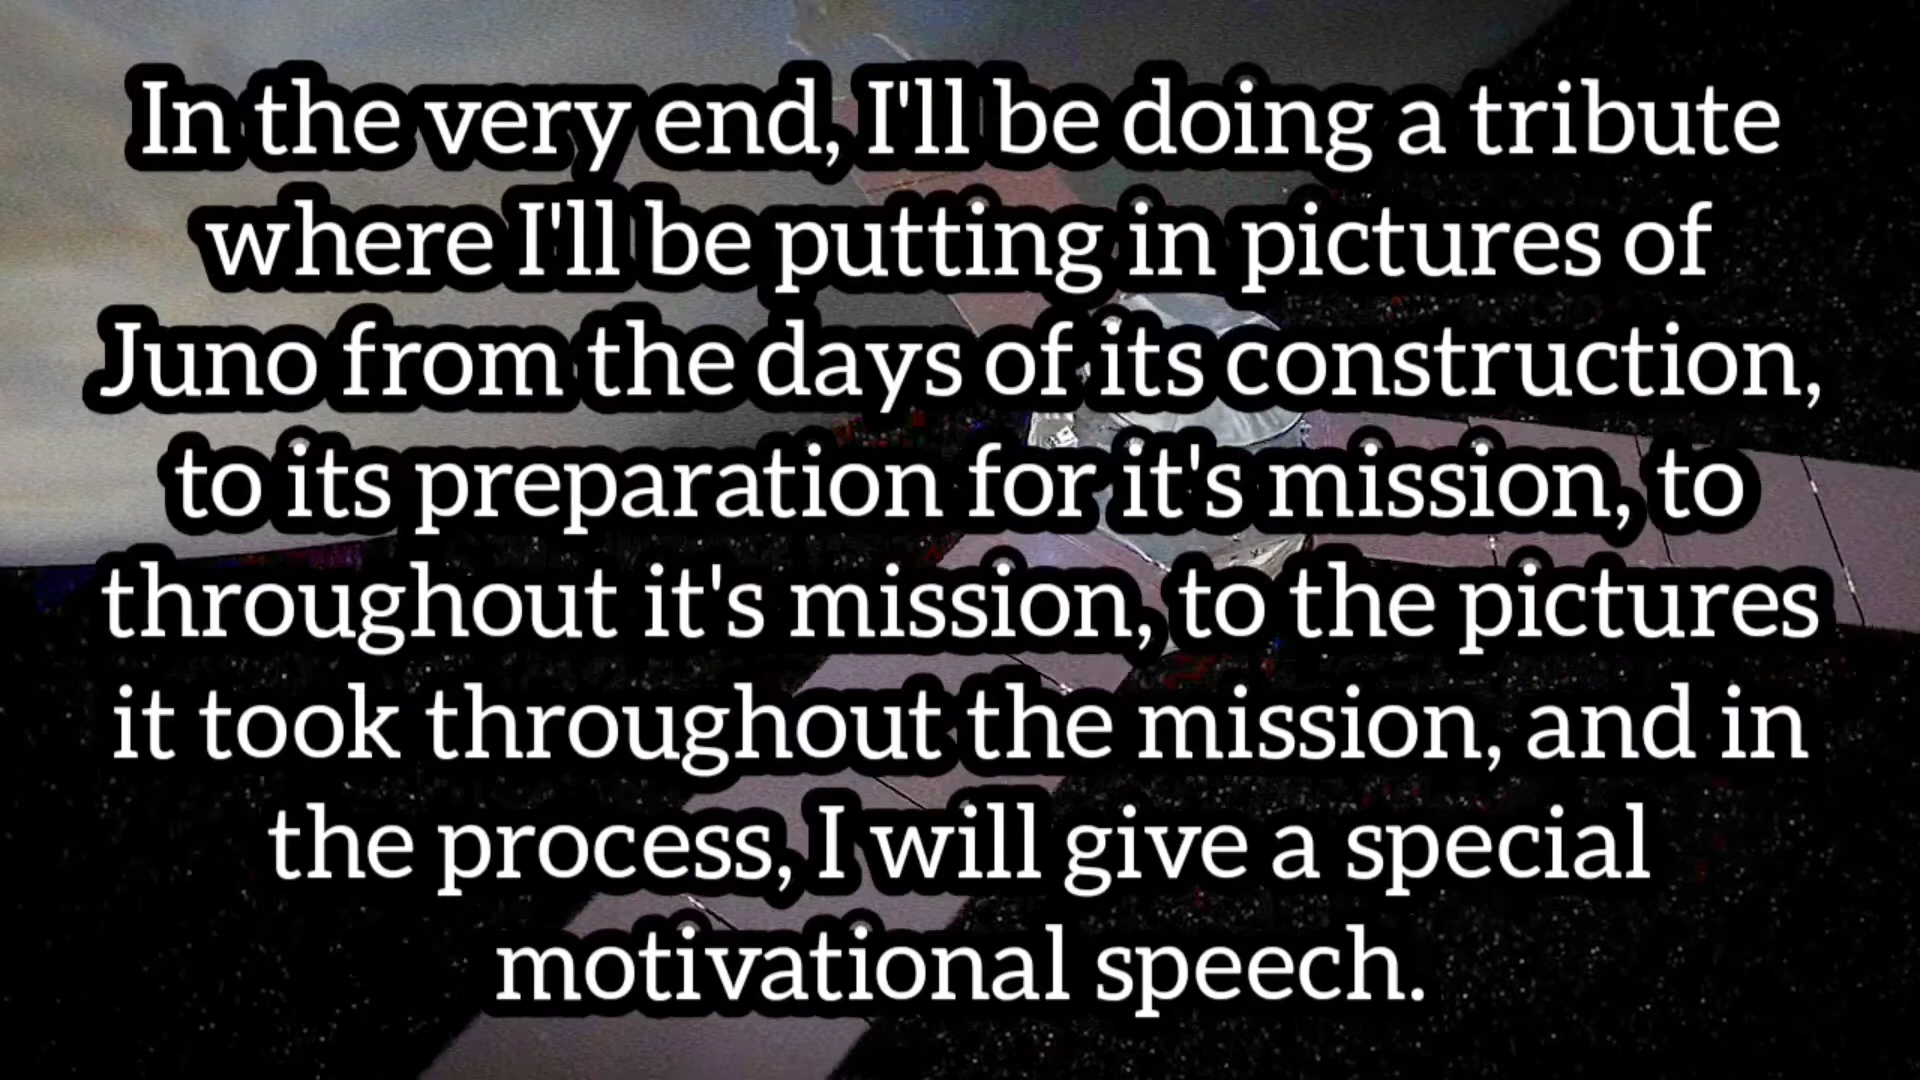 In the very end, I'll be doing a tribute
where I'll be putting in pictures of
Juno from the days of its construction,
to its preparation for it's mission, to
throughout it's mission, to the pictures
it took throughout the mission, and in
the process, I will give a special
motivational speech.